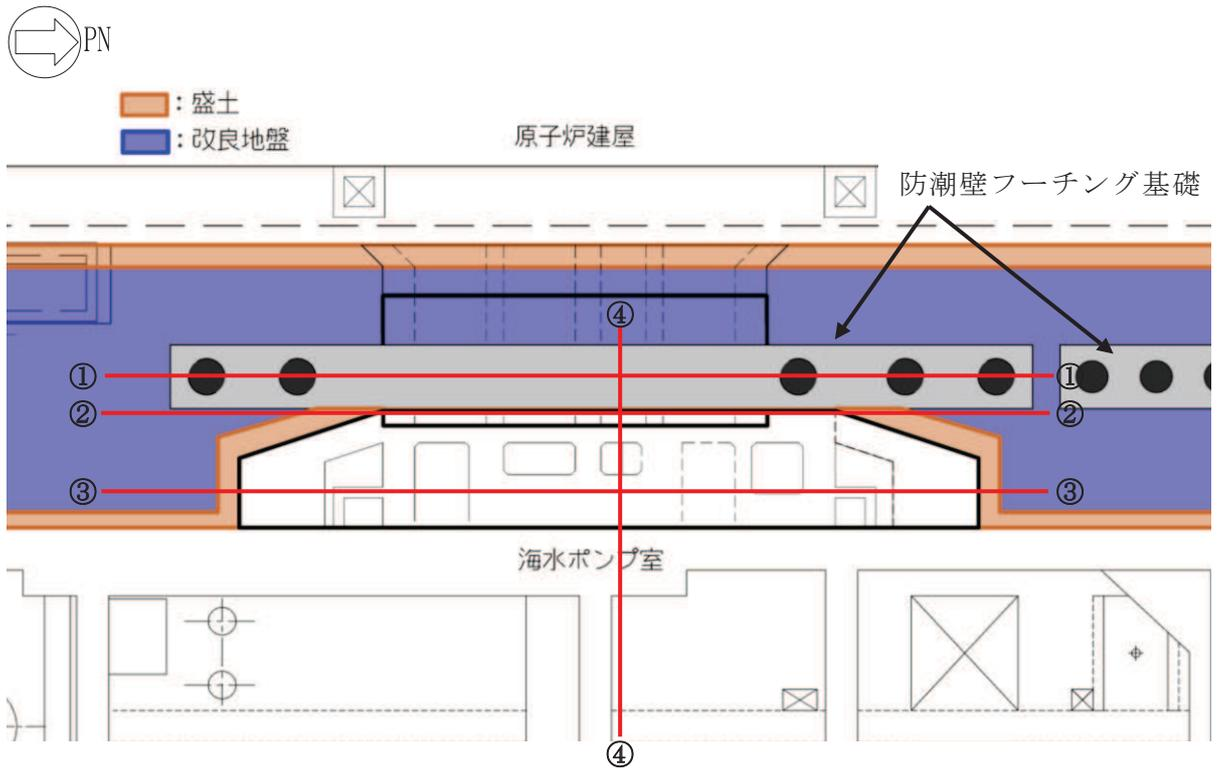 PN
：盛土
：改良地盤
原子炉建屋
防潮壁フーチング基礎
④
① ①
② ②
③ ③
海水ポンプ室
④